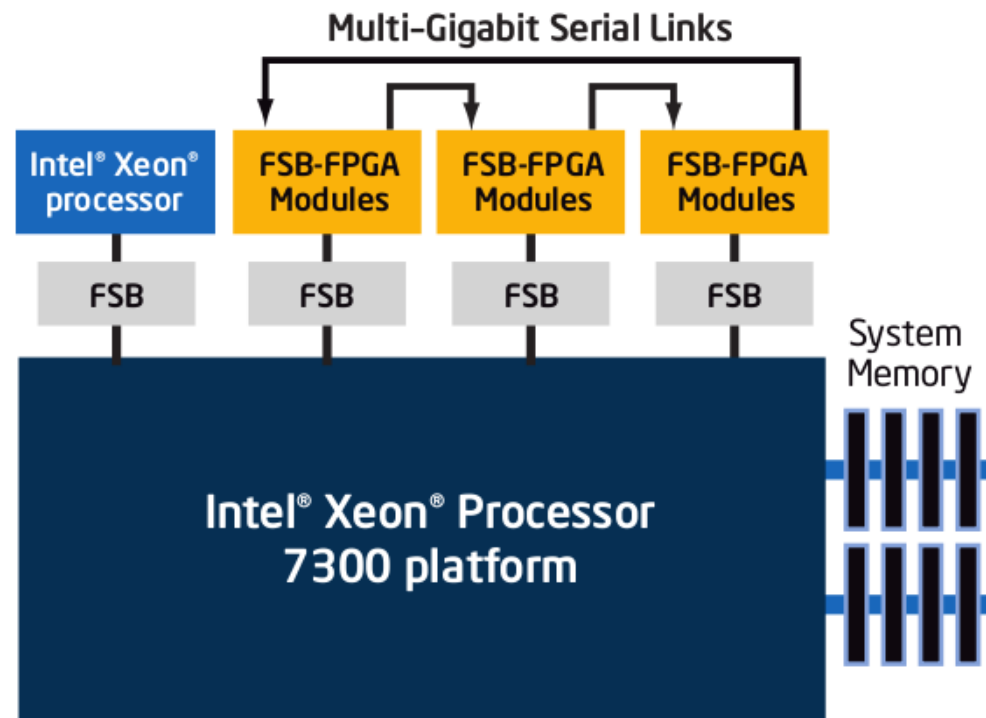 Multi-Gigabit Serial Links
Intel® Xeon®
processor
FSB-FPGA
Modules
FSB-FPGA
Modules
FSB-FPGA
Modules
FSB
FSB
FSB
FSB
System
Memory
Intel® Xeon® Processor
7300 platform